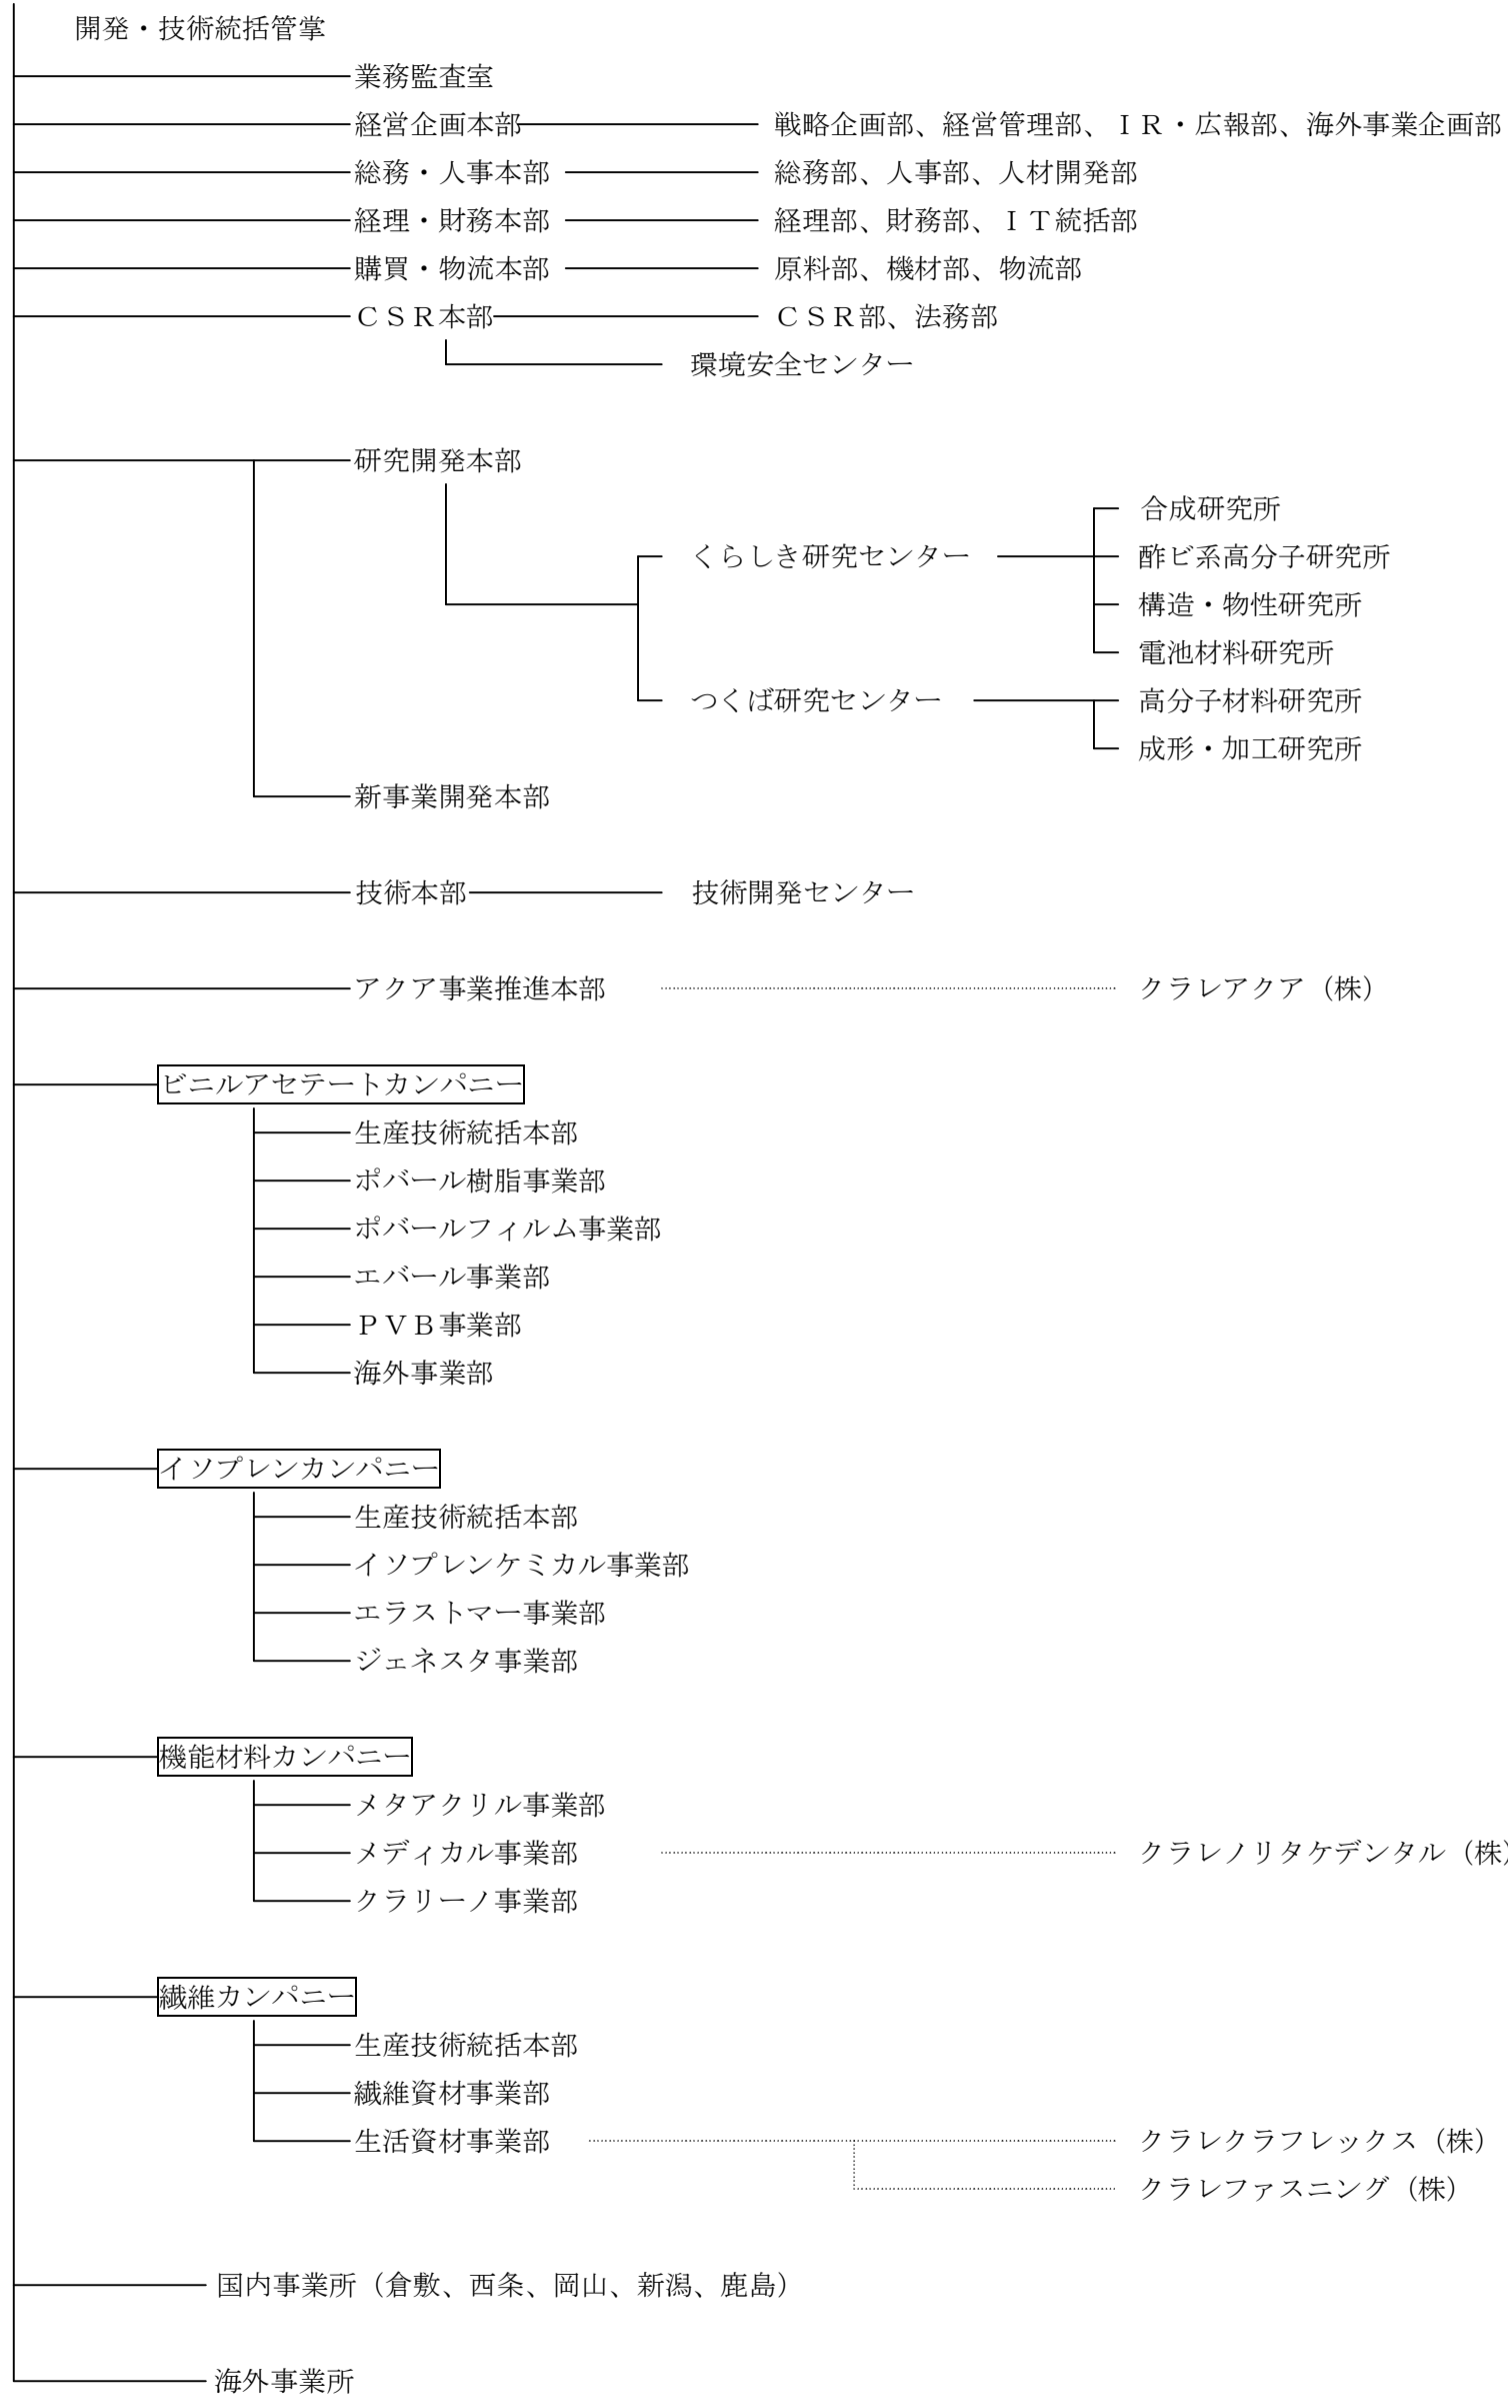 開発・技術統括管掌
業務監査室
経営企画本部 戦略企画部、経営管理部、ＩＲ・広報部、海外事業企画部
総務・人事本部 総務部、人事部、人材開発部
経理・財務本部 経理部、財務部、ＩＴ統括部
購買・物流本部 原料部、機材部、物流部
ＣＳＲ本部 ＣＳＲ部、法務部
環境安全センター
研究開発本部
合成研究所
くらしき研究センター 酢ビ系高分子研究所
構造・物性研究所
電池材料研究所
つくば研究センター 高分子材料研究所
成形・加工研究所
新事業開発本部
技術本部 技術開発センター
アクア事業推進本部 クラレアクア（株）
ビニルアセテートカンパニー
生産技術統括本部
ポバール樹脂事業部
ポバールフィルム事業部
エバール事業部
ＰＶＢ事業部
海外事業部
イソプレンカンパニー
生産技術統括本部
イソプレンケミカル事業部
エラストマー事業部
ジェネスタ事業部
機能材料カンパニー
メタアクリル事業部
メディカル事業部 クラレノリタケデンタル（株）
クラリーノ事業部
繊維カンパニー
生産技術統括本部
繊維資材事業部
生活資材事業部 クラレクラフレックス（株）
クラレファスニング（株）
国内事業所（倉敷、西条、岡山、新潟、鹿島）
海外事業所